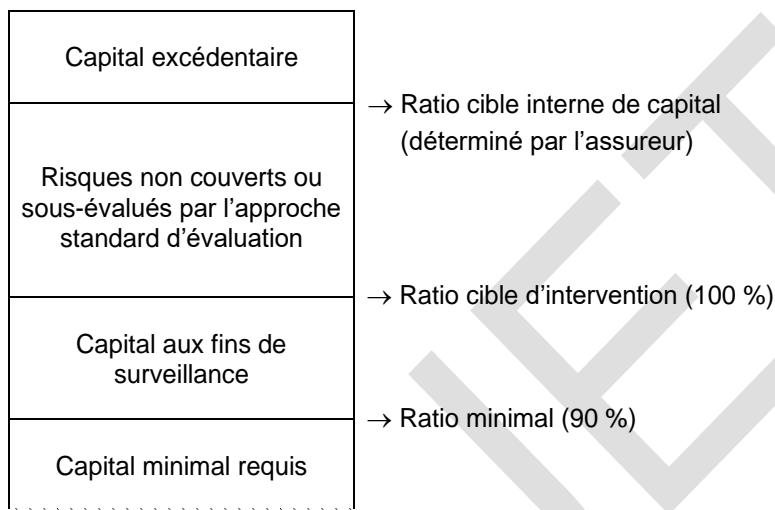 Capital excédentaire
→ Ratio cible interne de capital
(déterminé par l’assureur)
Risques non couverts ou
sous-évalués par l’approche
standard d’évaluation
→ Ratio cible d’intervention (100 %)
Capital aux fins de
surveillance
→ Ratio minimal (90 %)
Capital minimal requis